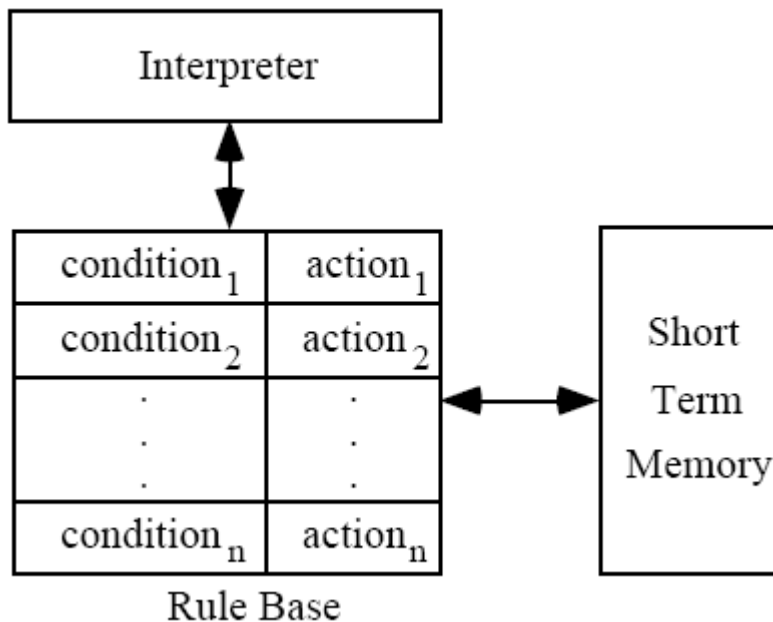 Interpreter
condition₁ action₁
condition₂ action₂
. .
. .
. .
conditionₙ actionₙ
Rule Base
Short
Term
Memory